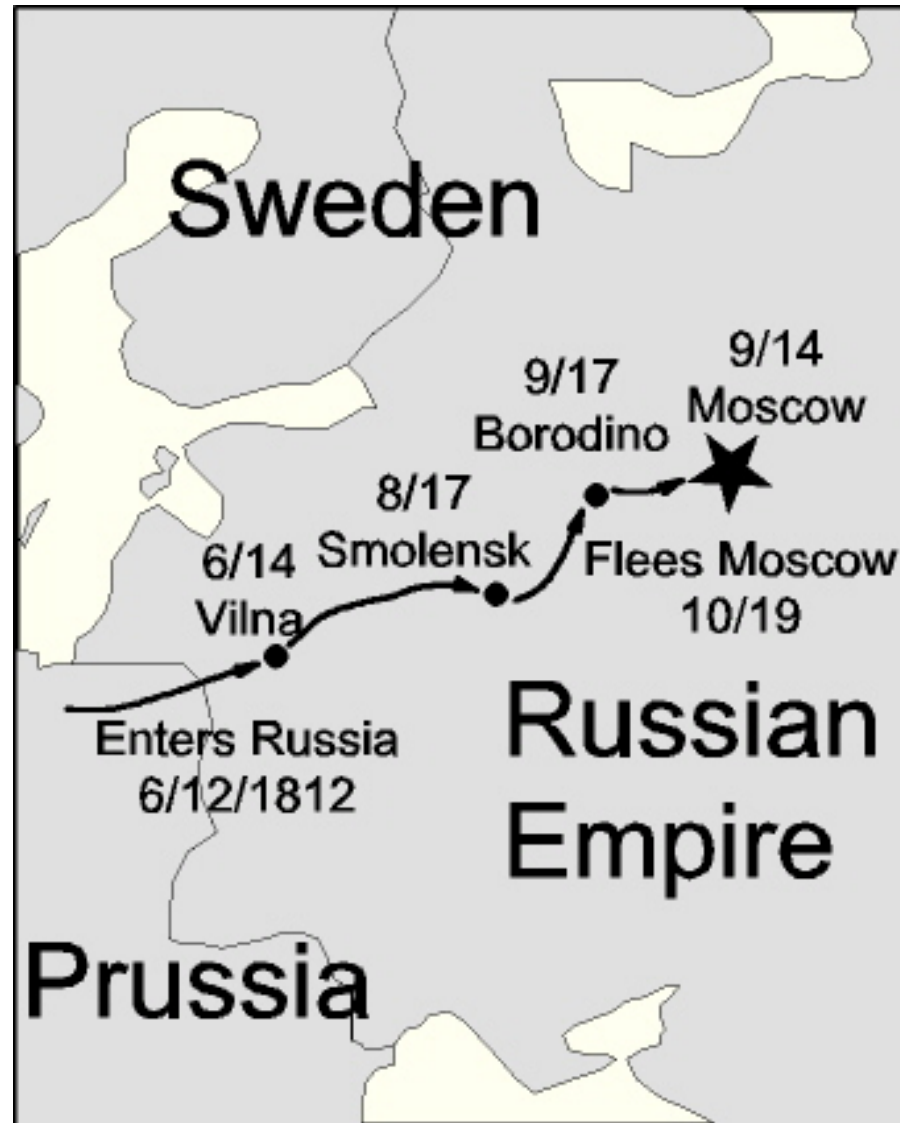 Sweden
9/14
Moscow
9/17
Borodino
8/17
Smolensk
6/14
Vilna
Flees Moscow
10/19
Enters Russia
6/12/1812
Russian
Empire
Prussia